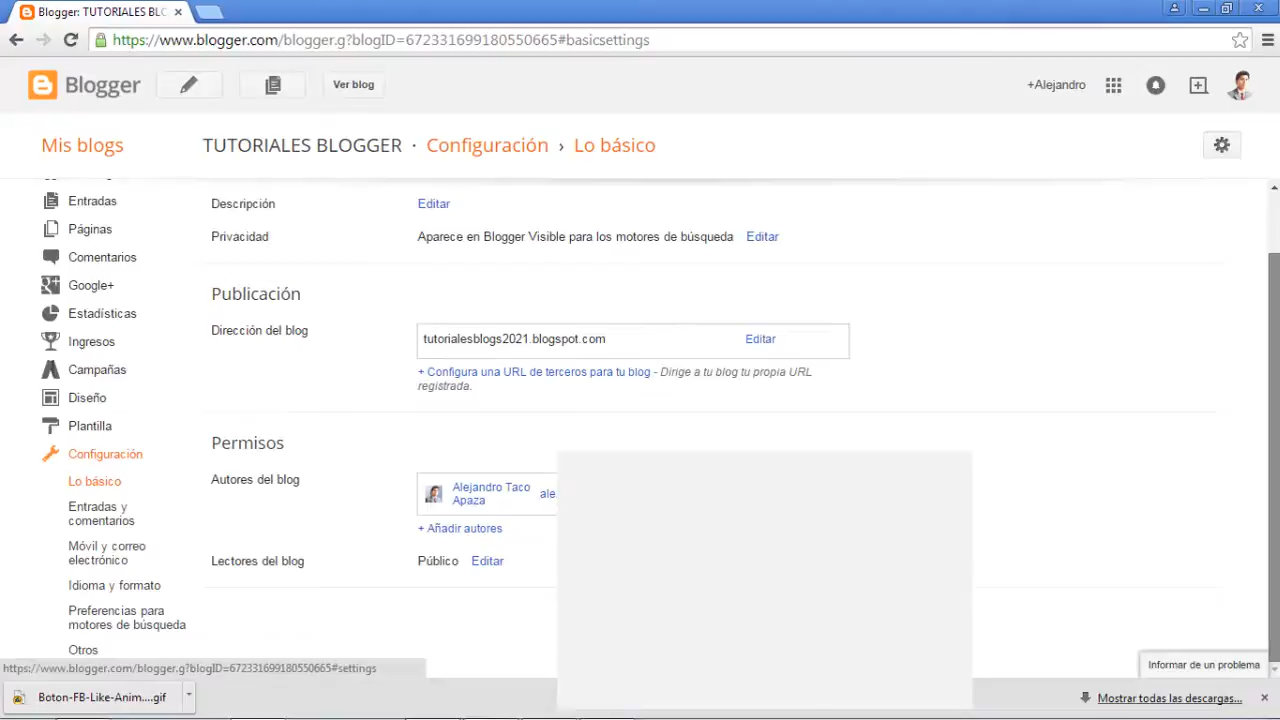 Blogger: TUTORIALES BLC
https://www.blogger.com/blogger.g?blogID=672331699180550665#basicsettings
Blogger
Ver blog
+Alejandro
Mis blogs
TUTORIALES BLOGGER · Configuración › Lo básico
Entradas
Páginas
Comentarios
Google+
Estadísticas
Ingresos
Campañas
Diseño
Plantilla
Configuración
Lo básico
Entradas y
comentarios
Móvil y correo
electrónico
Idioma y formato
Preferencias para
motores de búsqueda
Otros
Descripción
Editar
Privacidad
Aparece en Blogger Visible para los motores de búsqueda Editar
Publicación
Dirección del blog
tutorialesblogs2021.blogspot.com Editar
+ Configura una URL de terceros para tu blog - Dirige a tu blog tu propia URL
registrada.
Permisos
Autores del blog
Alejandro Taco
Apaza
ale.
+ Añadir autores
Lectores del blog
Público Editar
Informar de un problema
https://www.blogger.com/blogger.g?blogID=672331699180550665#settings
Boton-FB-Like-Anim....gif
Mostrar todas las descargas...